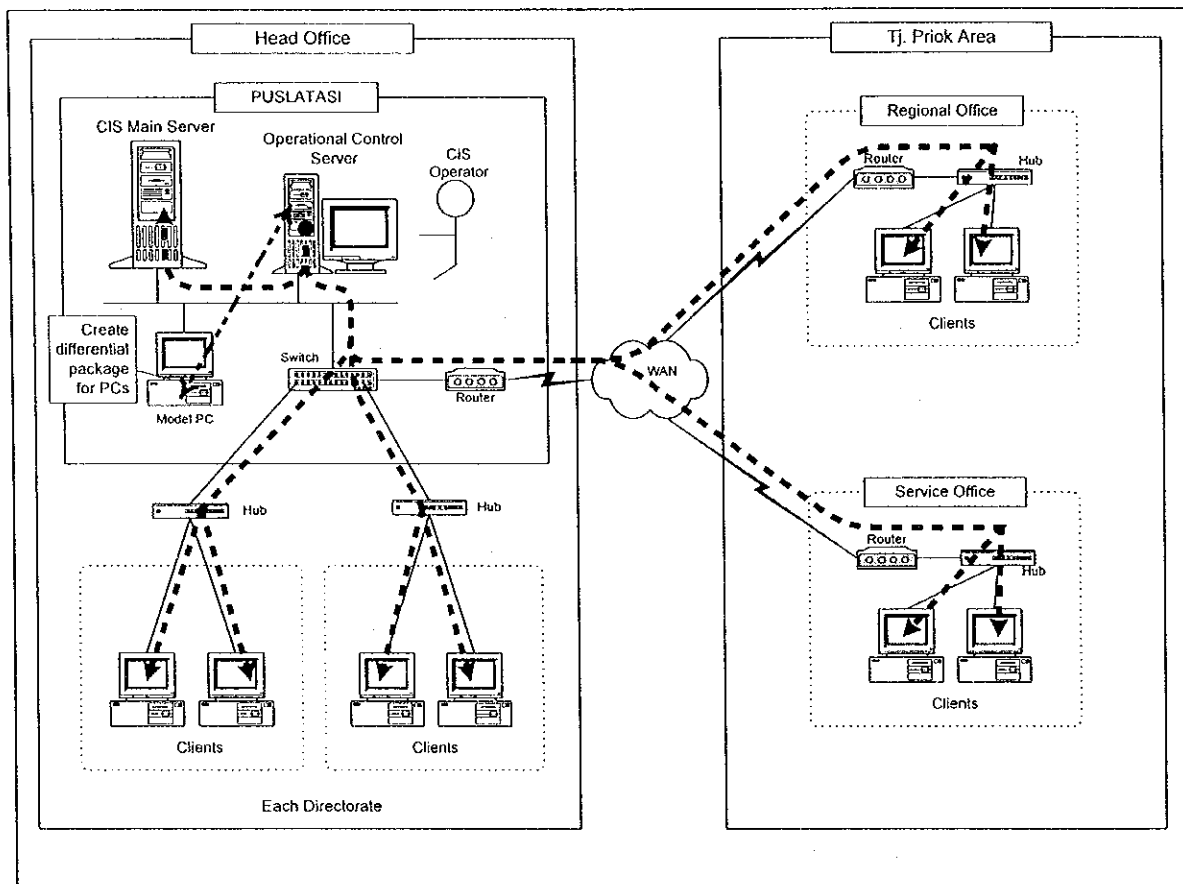 Head Office
PUSLATASI
CIS Main Server
Operational Control
Server
CIS
Operator
Create
differential
package
for PCs
Model PC
Switch
Router
WAN
Hub
Hub
Clients
Clients
Each Directorate
Tj. Priok Area
Regional Office
Router
Hub
Clients
Service Office
Router
Hub
Clients